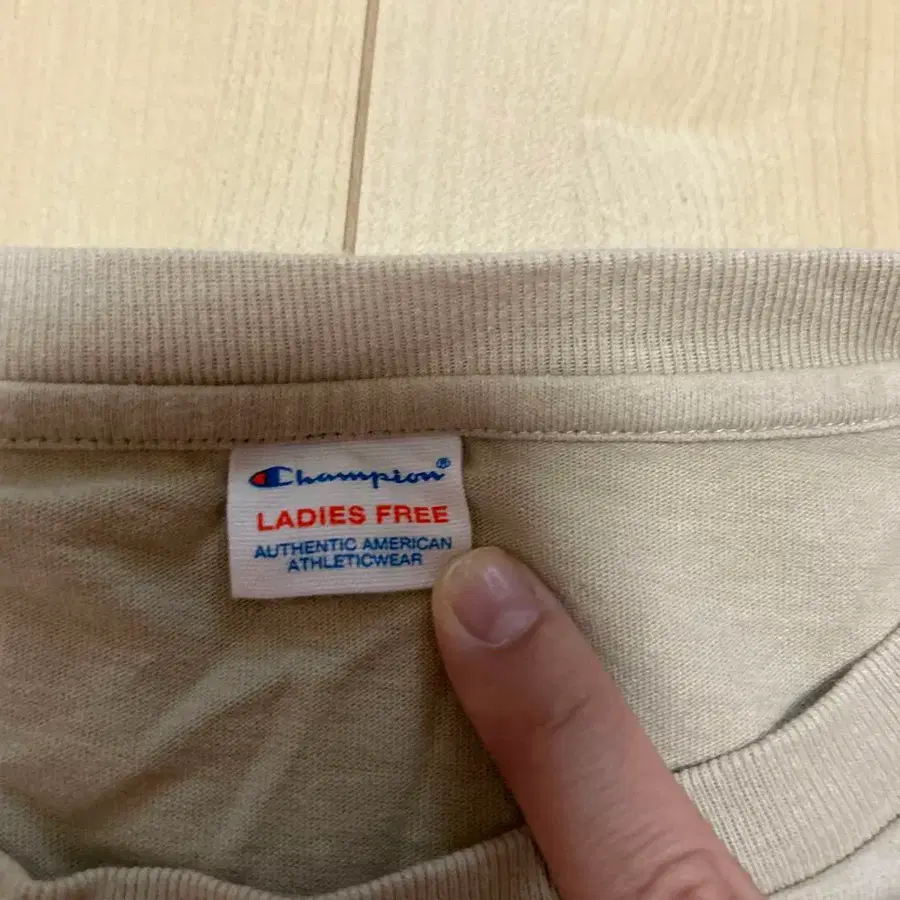 Champion®
LADIES FREE
AUTHENTIC AMERICAN
ATHLETICWEAR